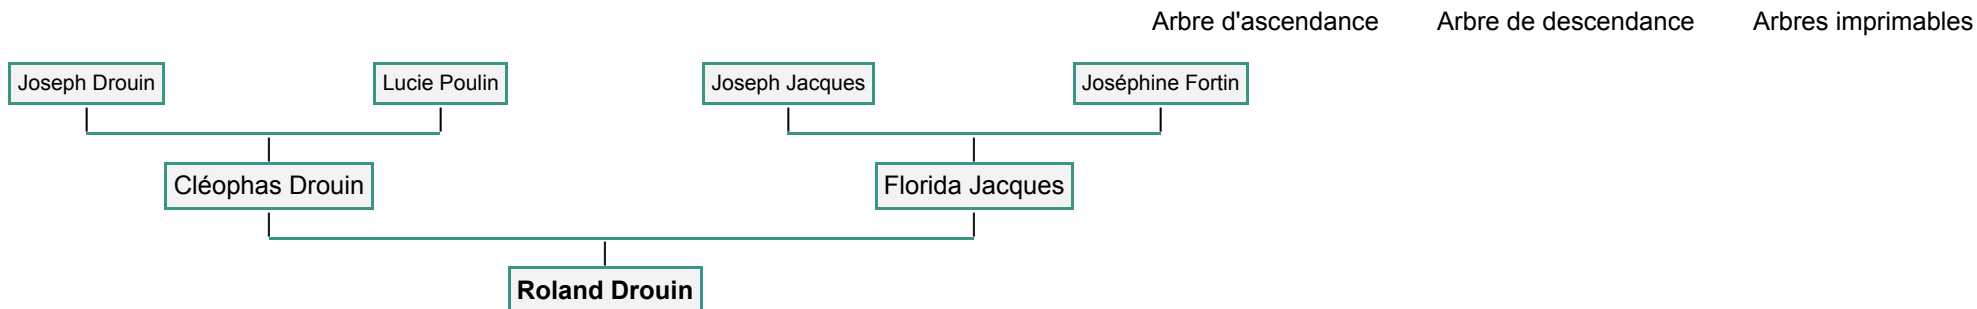 Arbre d'ascendance Arbre de descendance Arbres imprimables
Joseph Drouin Lucie Poulin Joseph Jacques Joséphine Fortin
Cléophas Drouin Florida Jacques
Roland Drouin